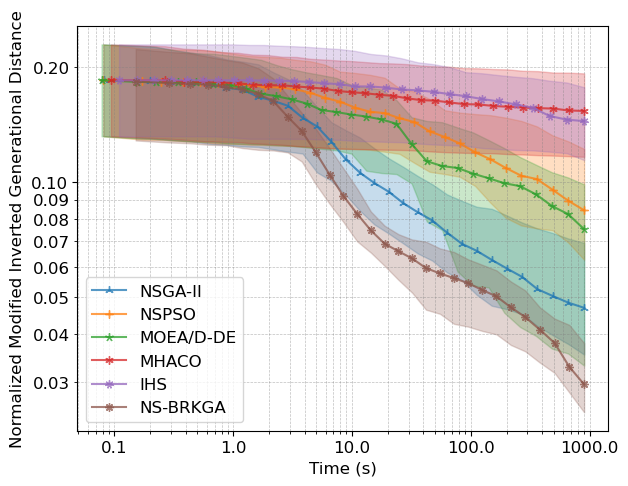 Normalized Modified Inverted Generational Distance
0.20
0.10
0.09
0.08
0.07
0.06
0.05
0.04
0.03
NSGA-II
NSPSO
MOEA/D-DE
MHACO
IHS
NS-BRKGA
0.1 1.0 10.0 100.0 1000.0
Time (s)